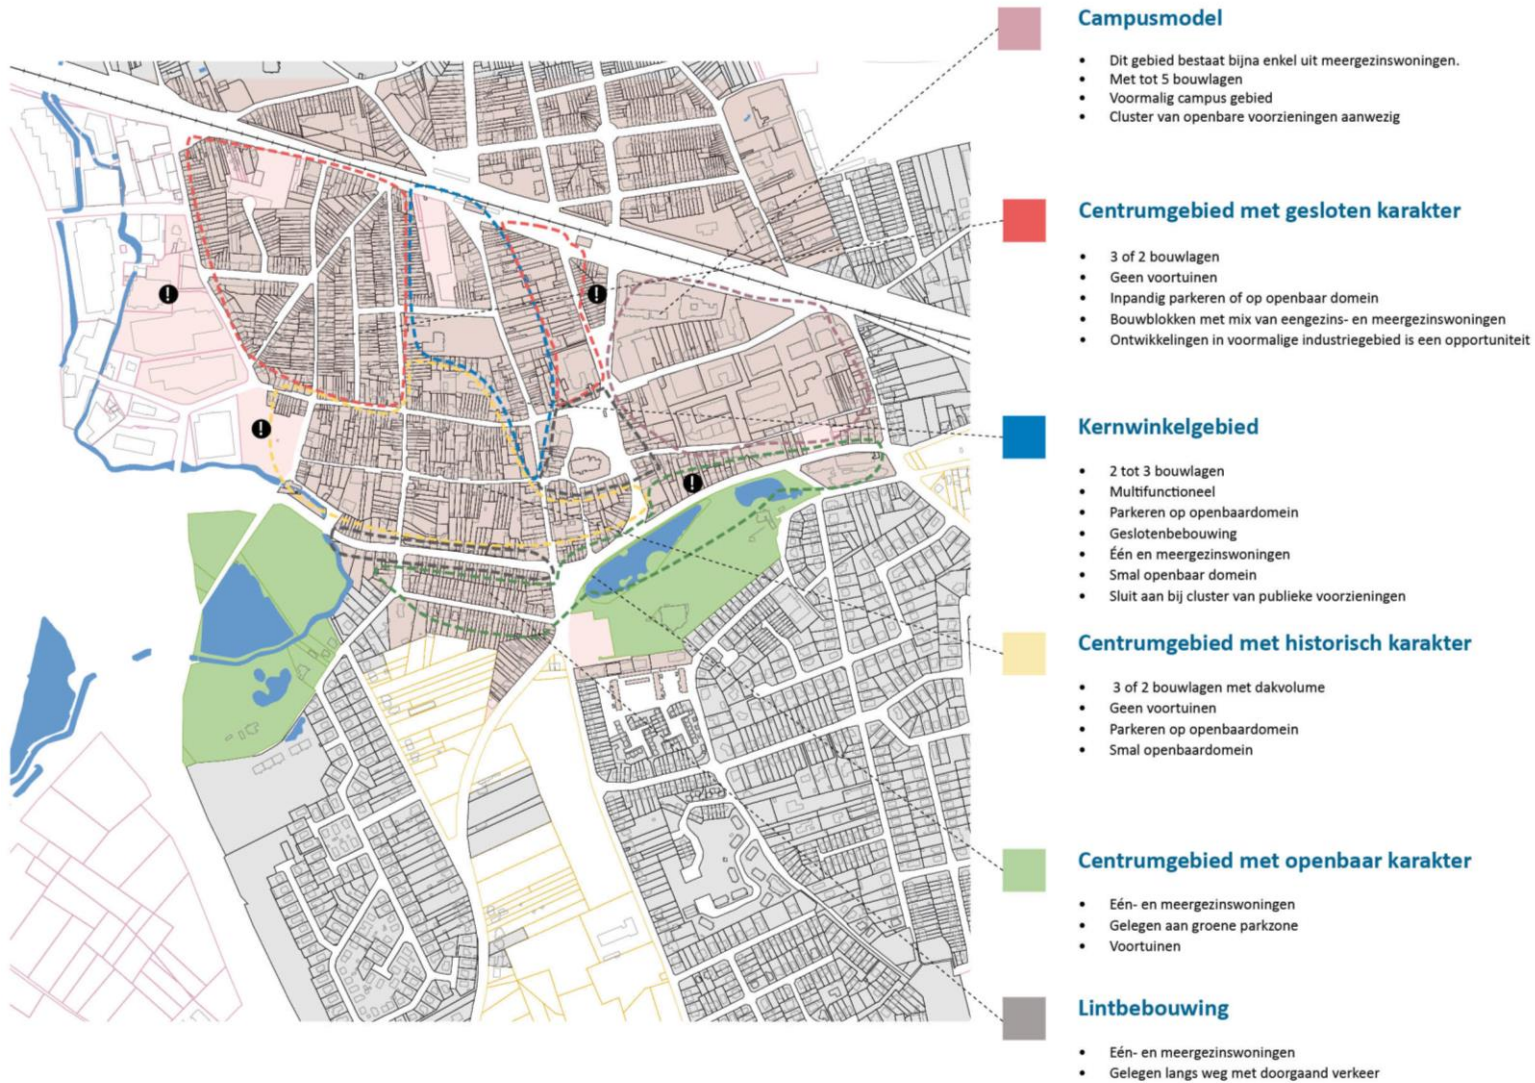 Campusmodel
• Dit gebied bestaat bijna enkel uit meergezinswoningen.
• Met tot 5 bouwlagen
• Voormalig campus gebied
• Cluster van openbare voorzieningen aanwezig
Centrumgebied met gesloten karakter
• 3 of 2 bouwlagen
• Geen voortuinen
• Inpandig parkeren of op openbaar domein
• Bouwblokken met mix van eengezins- en meergezinswoningen
• Ontwikkelingen in voormalige industriegebied is een opportuniteit
Kernwinkelgebied
• 2 tot 3 bouwlagen
• Multifunctioneel
• Parkeren op openbaardomein
• Geslotenbebouwing
• Één en meergezinswoningen
• Smal openbaar domein
• Sluit aan bij cluster van publieke voorzieningen
Centrumgebied met historisch karakter
• 3 of 2 bouwlagen met dakvolume
• Geen voortuinen
• Parkeren op openbaardomein
• Smal openbaardomein
Centrumgebied met openbaar karakter
• Eén- en meergezinswoningen
• Gelegen aan groene parkzone
• Voortuinen
Lintbebouwing
• Eén- en meergezinswoningen
• Gelegen langs weg met doorgaand verkeer
!
!
!
!